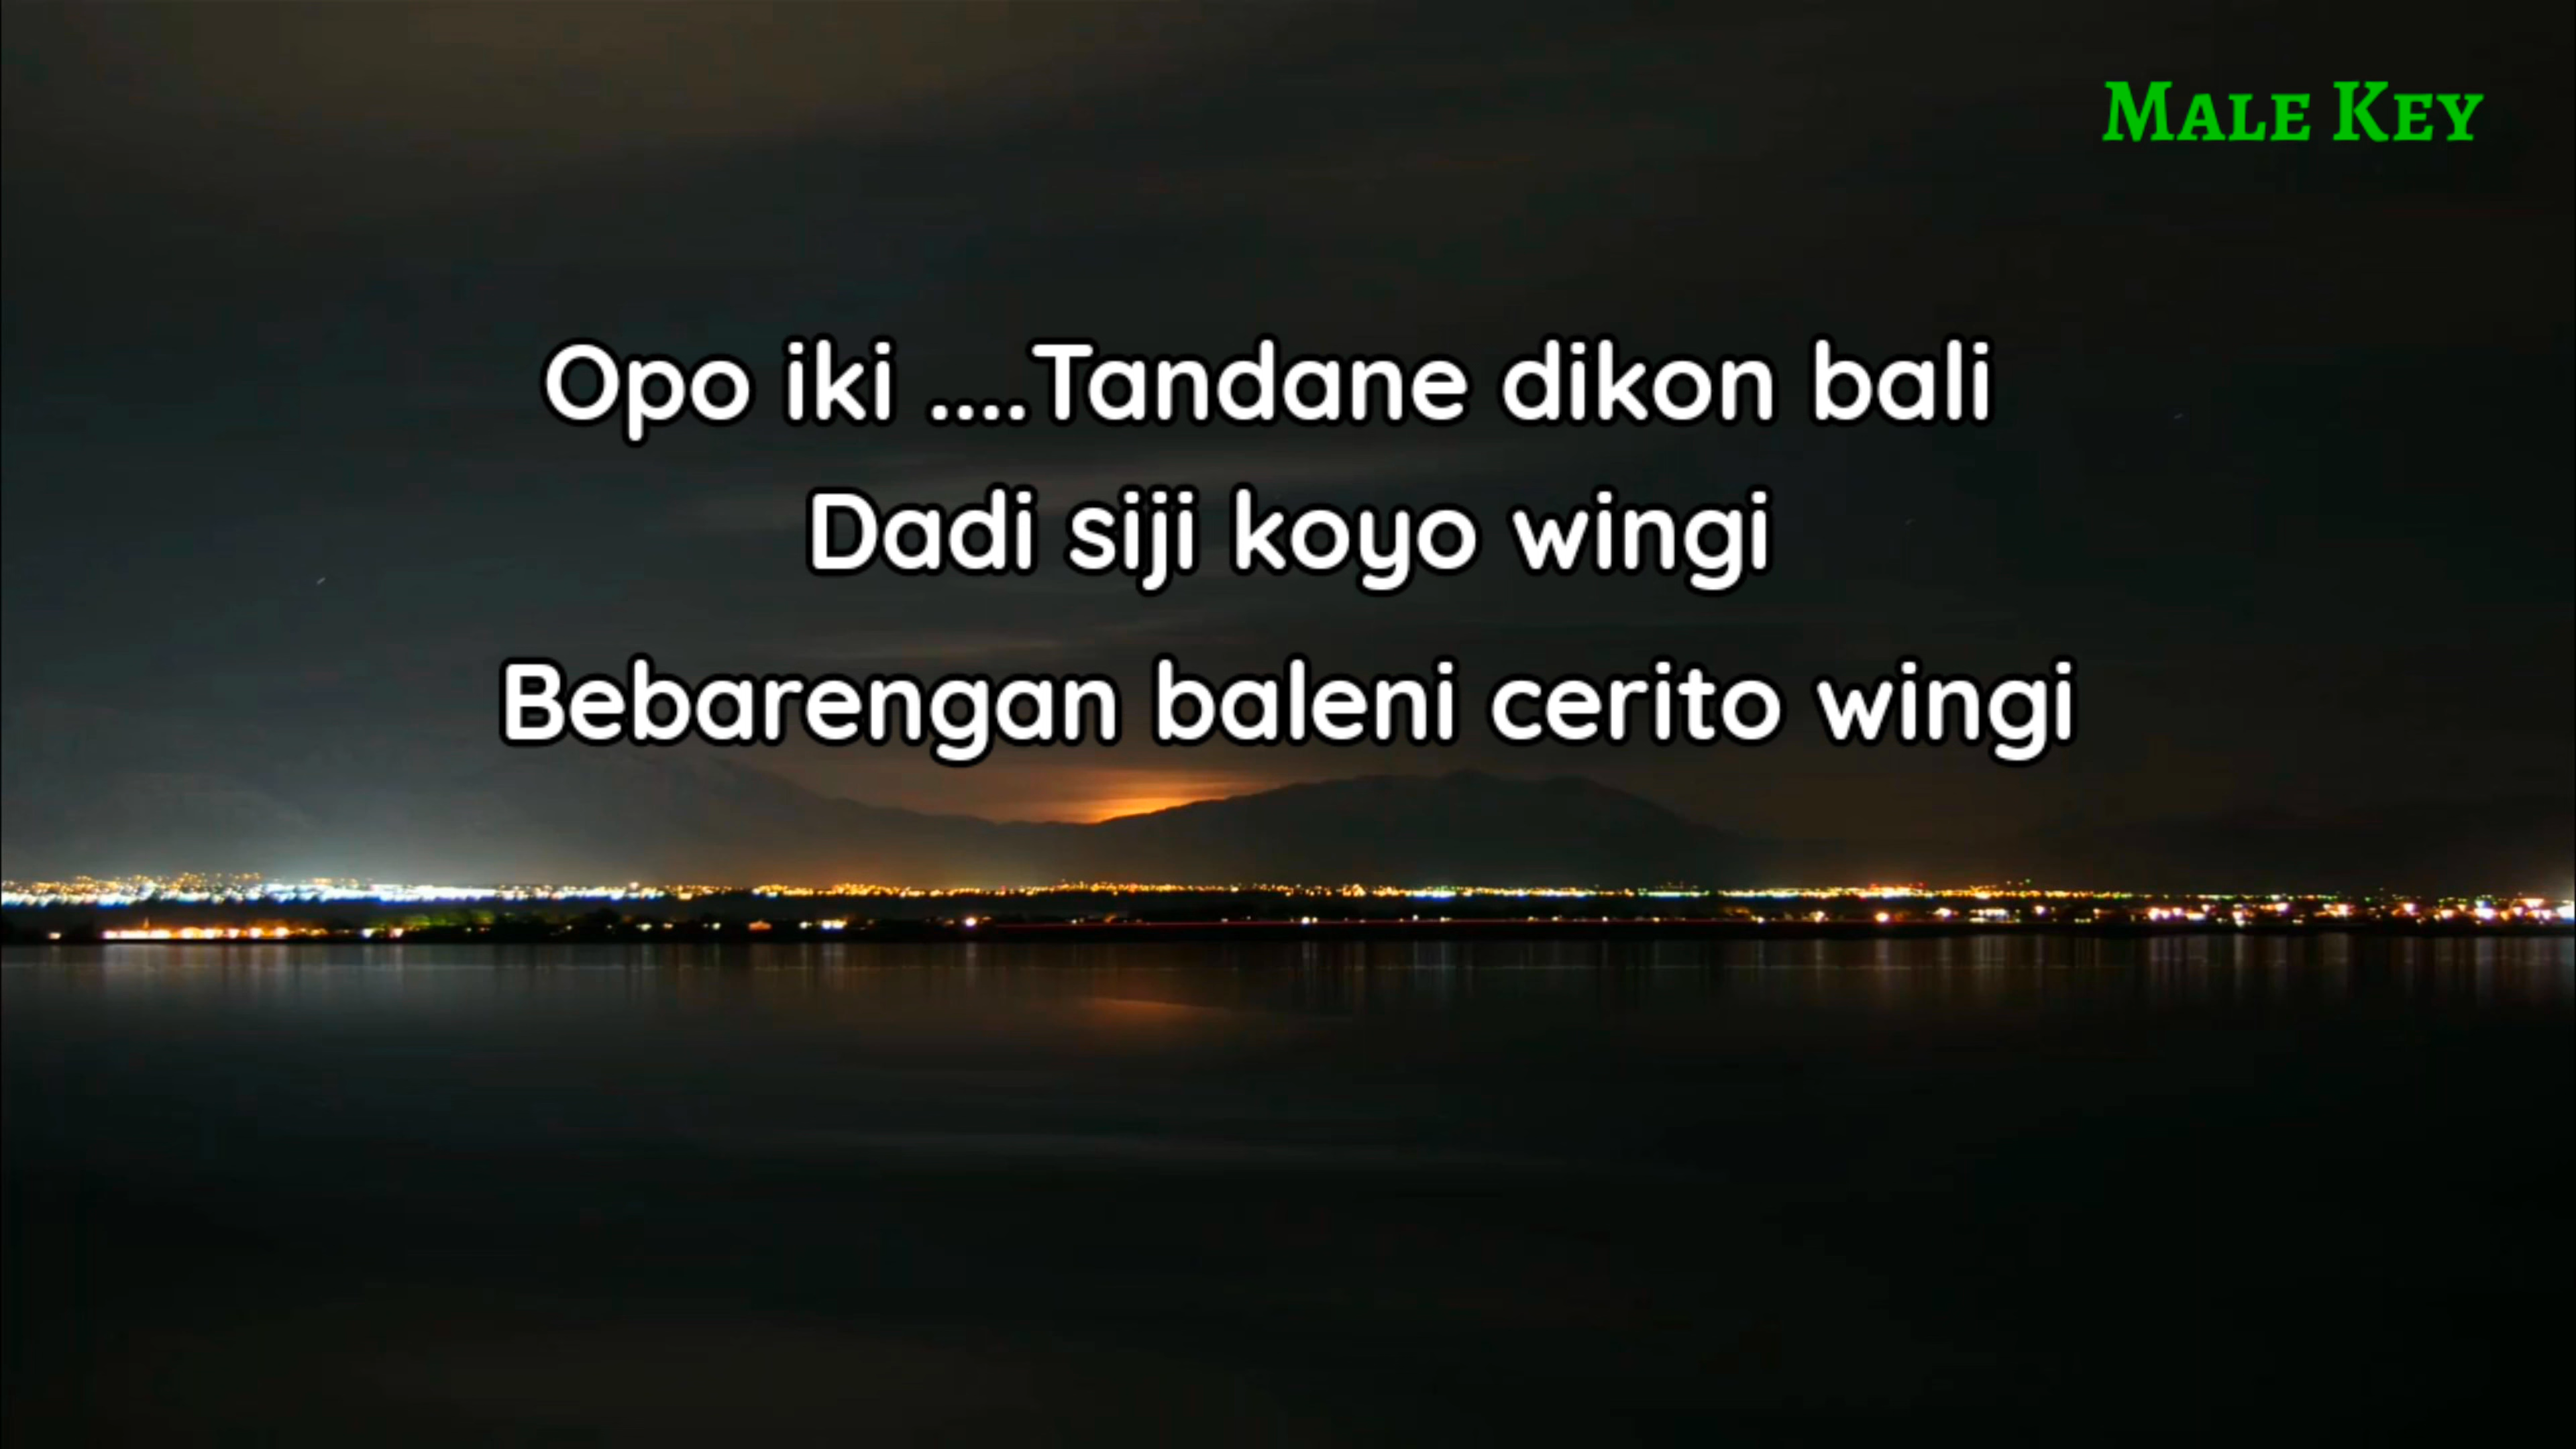 MALE KEY
Opo iki ....Tandane dikon bali
Dadi siji koyo wingi
Bebarengan baleni cerito wingi